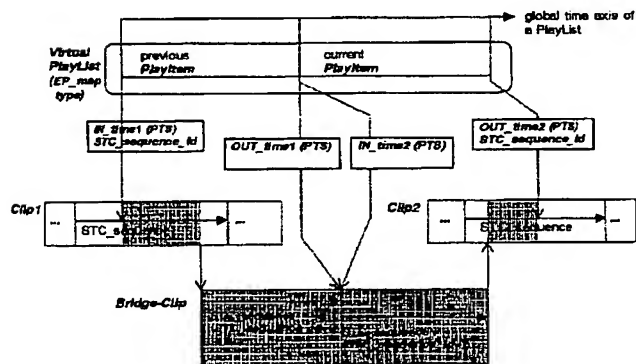 global time axis of
a PlayList
Virtual
PlayList
(EP_map
type)
previous
PlayItem
current
PlayItem
IN_time1 (PTS)
STC_sequence_id
OUT_time1 (PTS)
IN_time2 (PTS)
OUT_time2 (PTS)
STC_sequence_id
Clip1
...
STC_sequence
...
Clip2
...
STC_sequence
...
Bridge-Clip